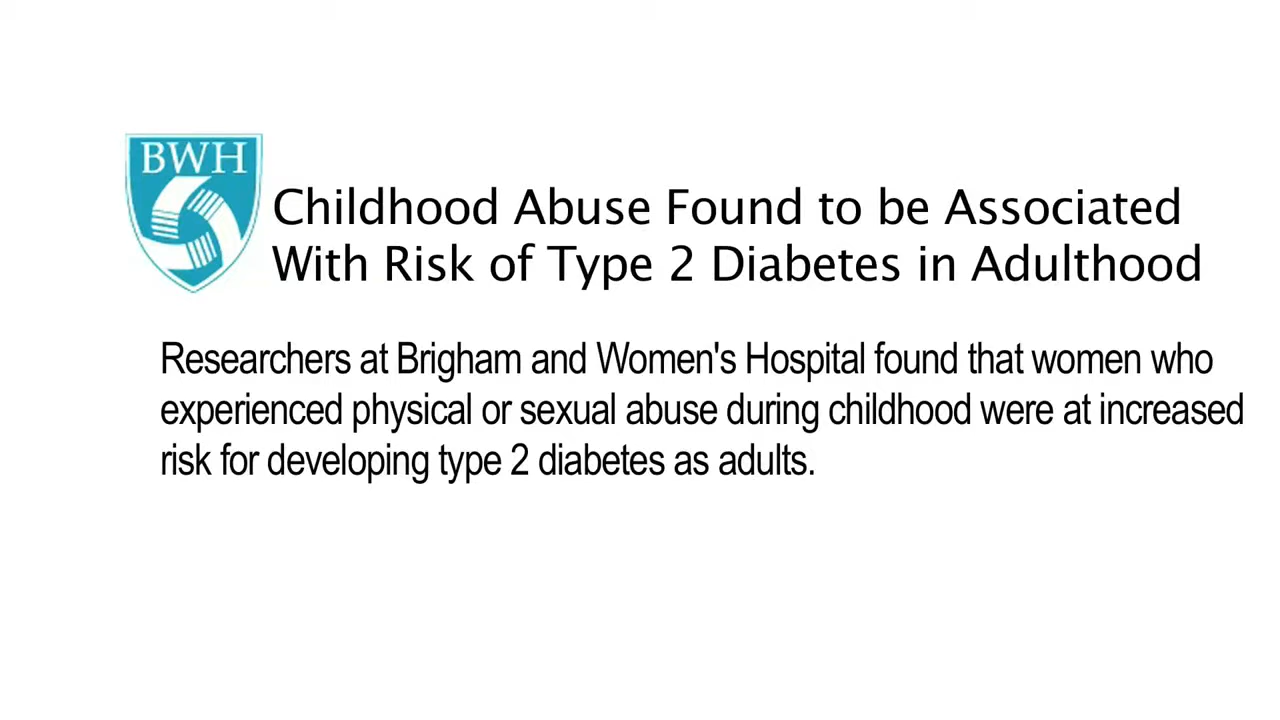 BWH
Childhood Abuse Found to be Associated
With Risk of Type 2 Diabetes in Adulthood
Researchers at Brigham and Women's Hospital found that women who
experienced physical or sexual abuse during childhood were at increased
risk for developing type 2 diabetes as adults.